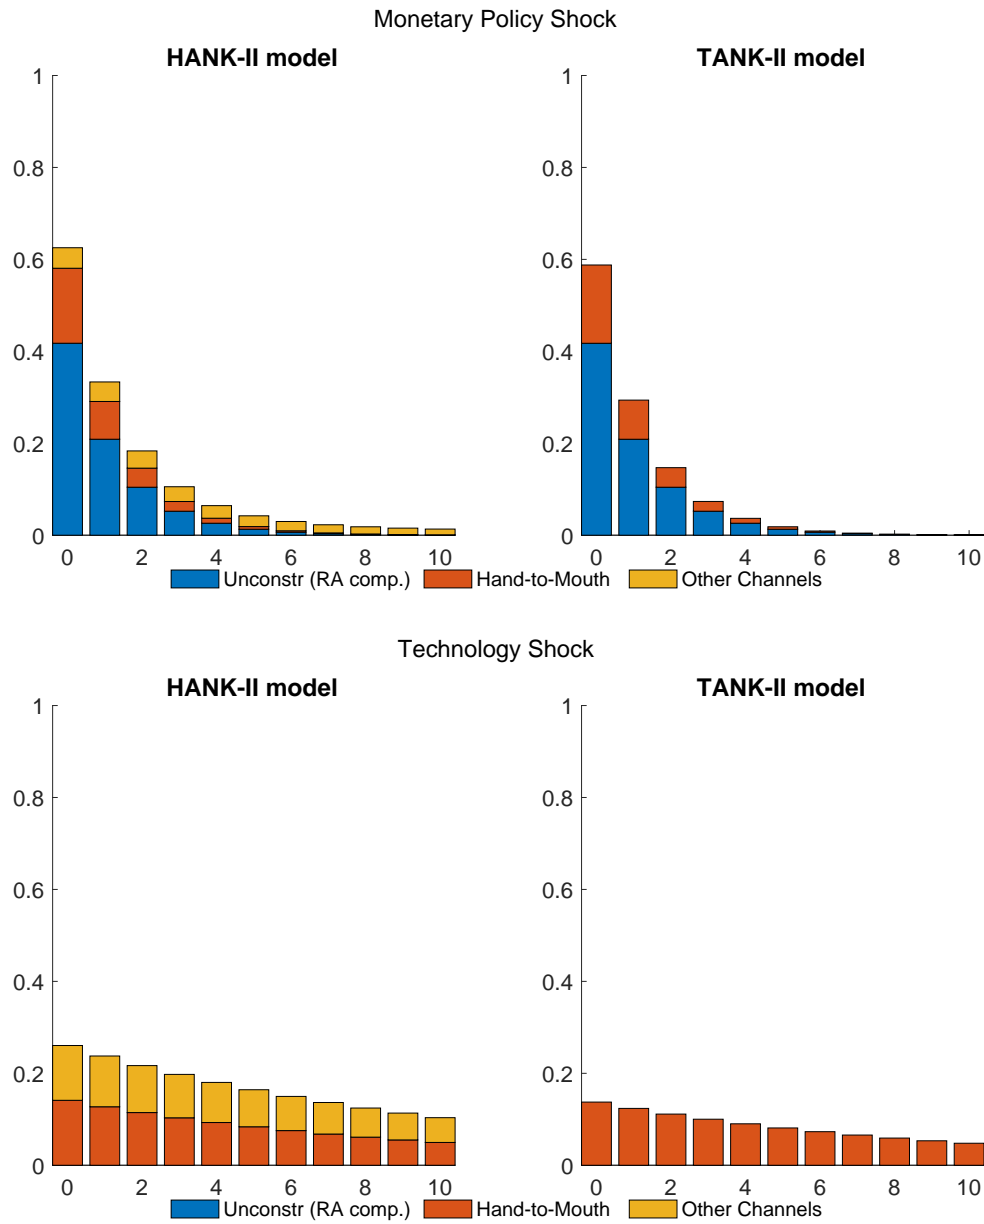 Monetary Policy Shock
HANK-II model
TANK-II model
1
0.8
0.6
0.4
0.2
0
0 2 4 6 8 10
1
0.8
0.6
0.4
0.2
0
0 2 4 6 8 10
Unconstr (RA comp.) Hand-to-Mouth Other Channels
Technology Shock
HANK-II model
TANK-II model
1
0.8
0.6
0.4
0.2
0
0 2 4 6 8 10
1
0.8
0.6
0.4
0.2
0
0 2 4 6 8 10
Unconstr (RA comp.) Hand-to-Mouth Other Channels